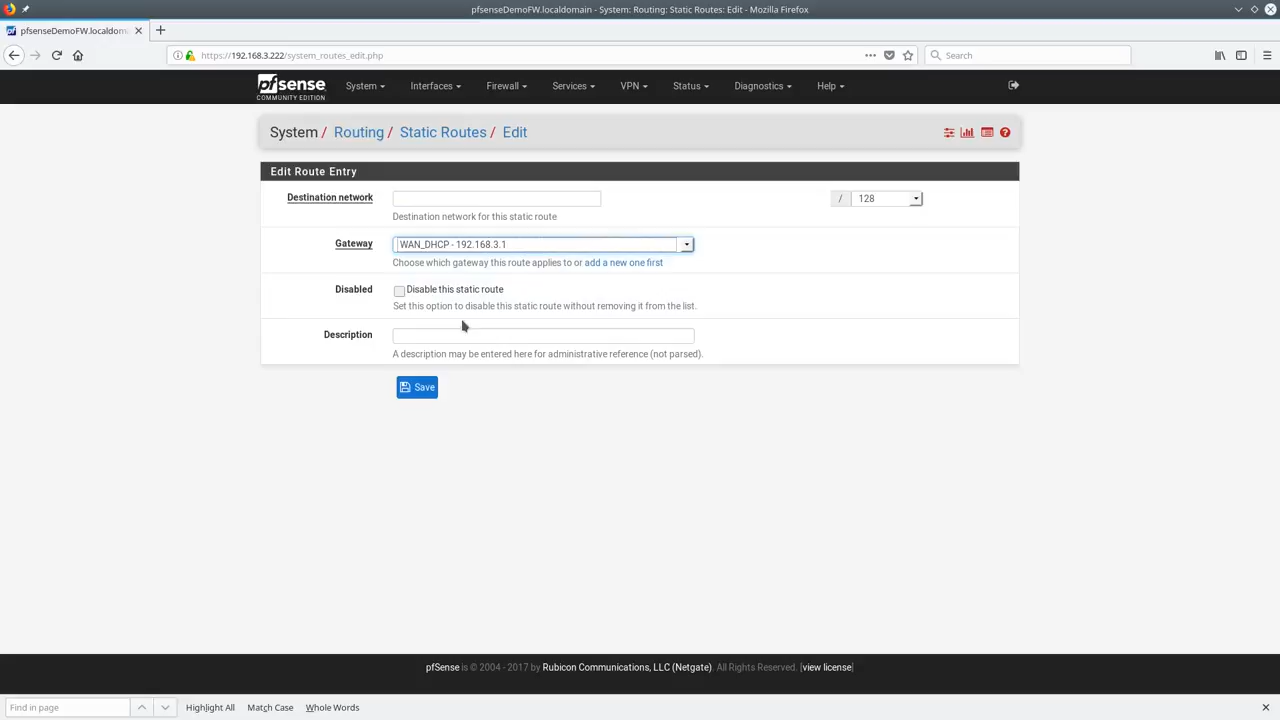 pfsenseDemoFW.localdomain - System: Routing: Static Routes: Edit - Mozilla Firefox
pfsenseDemoFW.localdom
https://192.168.3.222/system_routes_edit.php
Search
pfsense
COMMUNITY EDITION
System
Interfaces
Firewall
Services
VPN
Status
Diagnostics
Help
System / Routing / Static Routes / Edit
Edit Route Entry
Destination network
/ 128
Destination network for this static route
Gateway
WAN_DHCP - 192.168.3.1
Choose which gateway this route applies to or add a new one first
Disabled
Disable this static route
Set this option to disable this static route without removing it from the list.
Description
A description may be entered here for administrative reference (not parsed).
Save
pfSense is © 2004 - 2017 by Rubicon Communications, LLC (Netgate). All Rights Reserved. [view license]
Find in page
Highlight All
Match Case
Whole Words